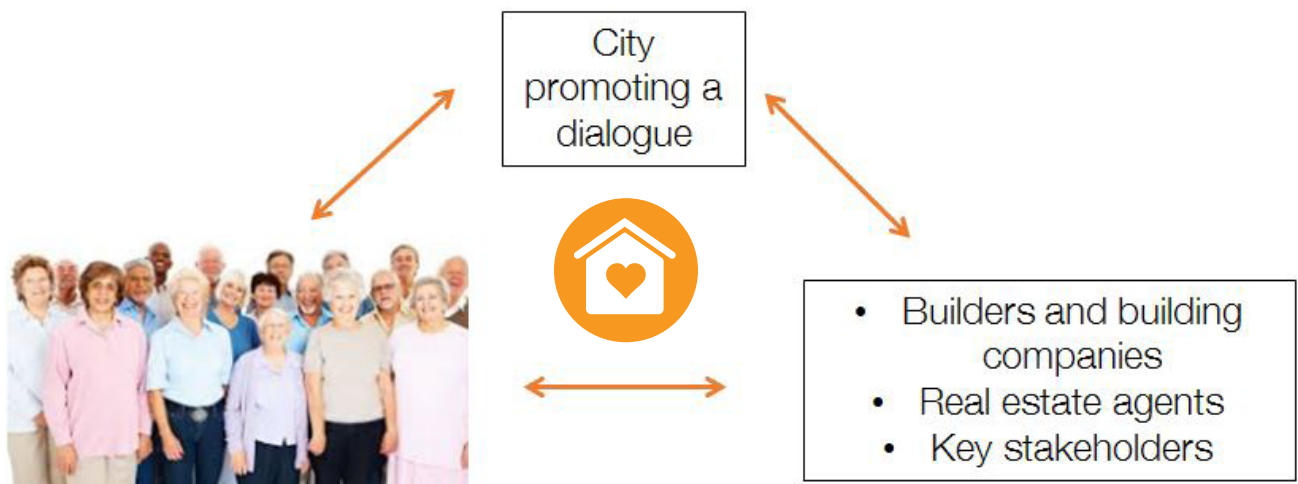 City
promoting a
dialogue
• Builders and building
companies
• Real estate agents
• Key stakeholders